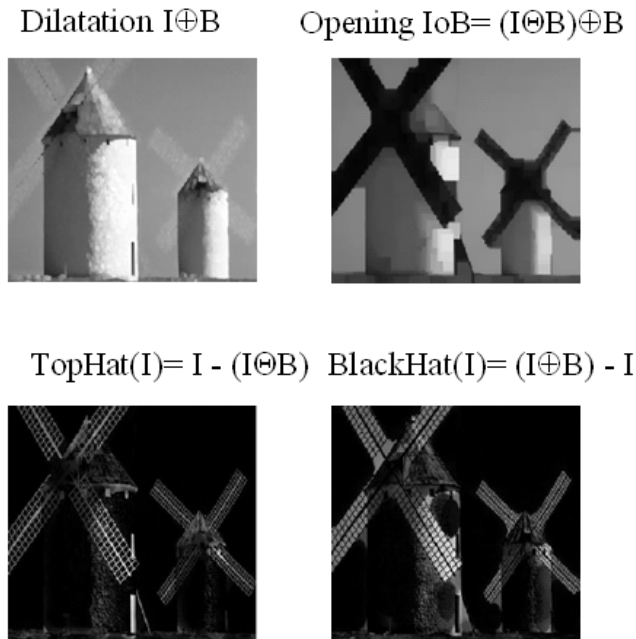 Dilatation I⊕B
Opening IoB= (IΘB)⊕B
TopHat(I)= I - (IΘB)
BlackHat(I)= (I⊕B) - I